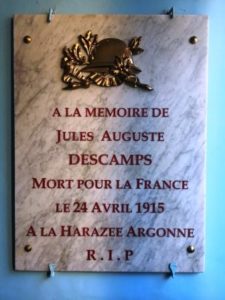 A LA MEMOIRE DE
JULES AUGUSTE
DESCAMPS
MORT POUR LA FRANCE
LE 24 AVRIL 1915
A LA HARAZEE ARGONNE
R.I.P